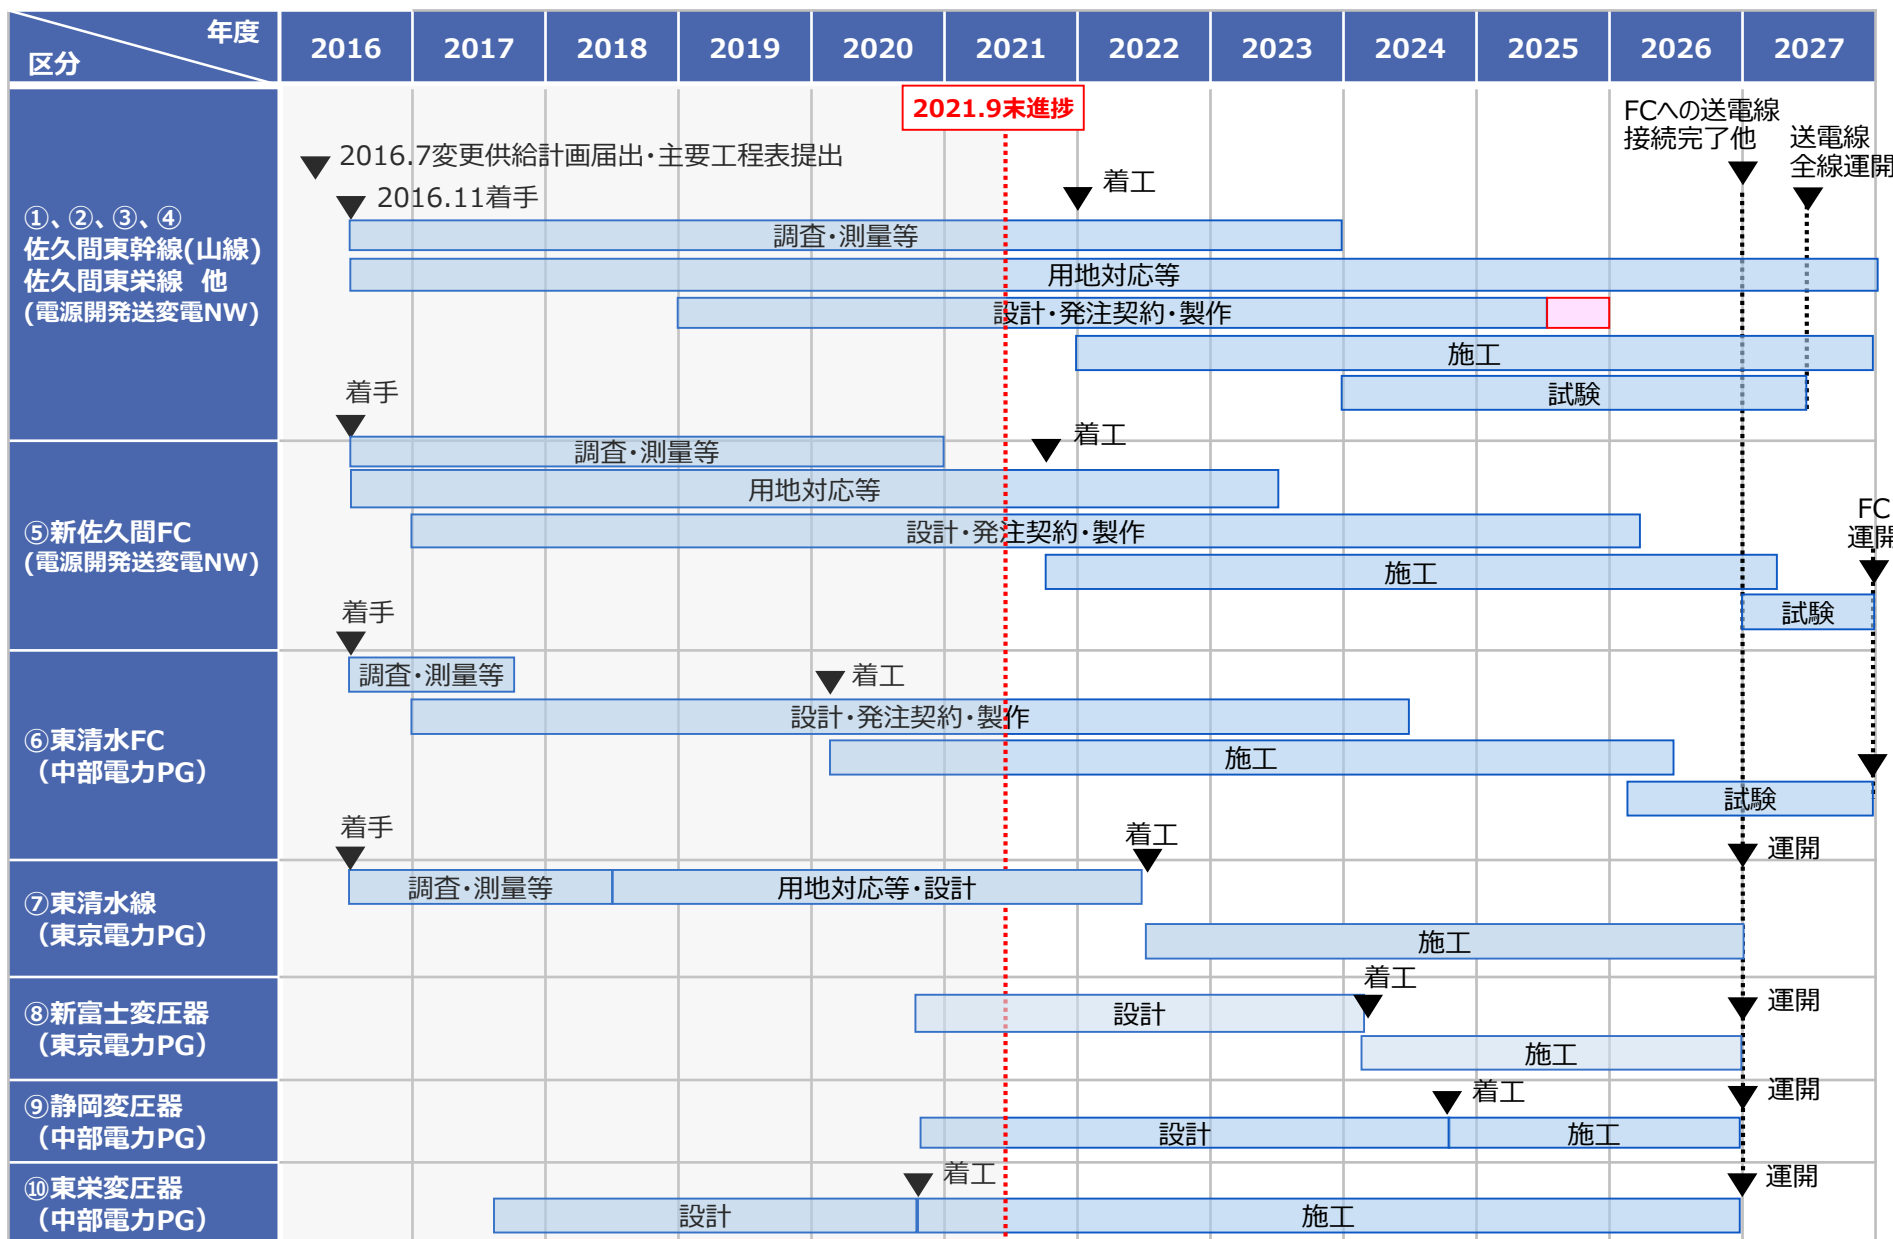 年度
区分
2016 2017 2018 2019 2020 2021 2022 2023 2024 2025 2026 2027
2021.9末進捗
①、②、③、④
佐久間東幹線(山線)
佐久間東栄線 他
(電源開発送変電NW)
2016.7変更供給計画届出・主要工程表提出
2016.11着手
着工
FCへの送電線
接続完了他
送電線
全線運開
調査・測量等
用地対応等
設計・発注契約・製作
施工
試験
⑤新佐久間FC
(電源開発送変電NW)
着手
着工
調査・測量等
用地対応等
設計・発注契約・製作
施工
試験
FC
運開
⑥東清水FC
（中部電力PG）
着手
調査・測量等
着工
設計・発注契約・製作
施工
試験
⑦東清水線
（東京電力PG）
着手
着工
運開
調査・測量等
用地対応等・設計
施工
⑧新富士変圧器
（東京電力PG）
着工
運開
設計
施工
⑨静岡変圧器
（中部電力PG）
着工
運開
設計
施工
⑩東栄変圧器
（中部電力PG）
着工
運開
設計
施工